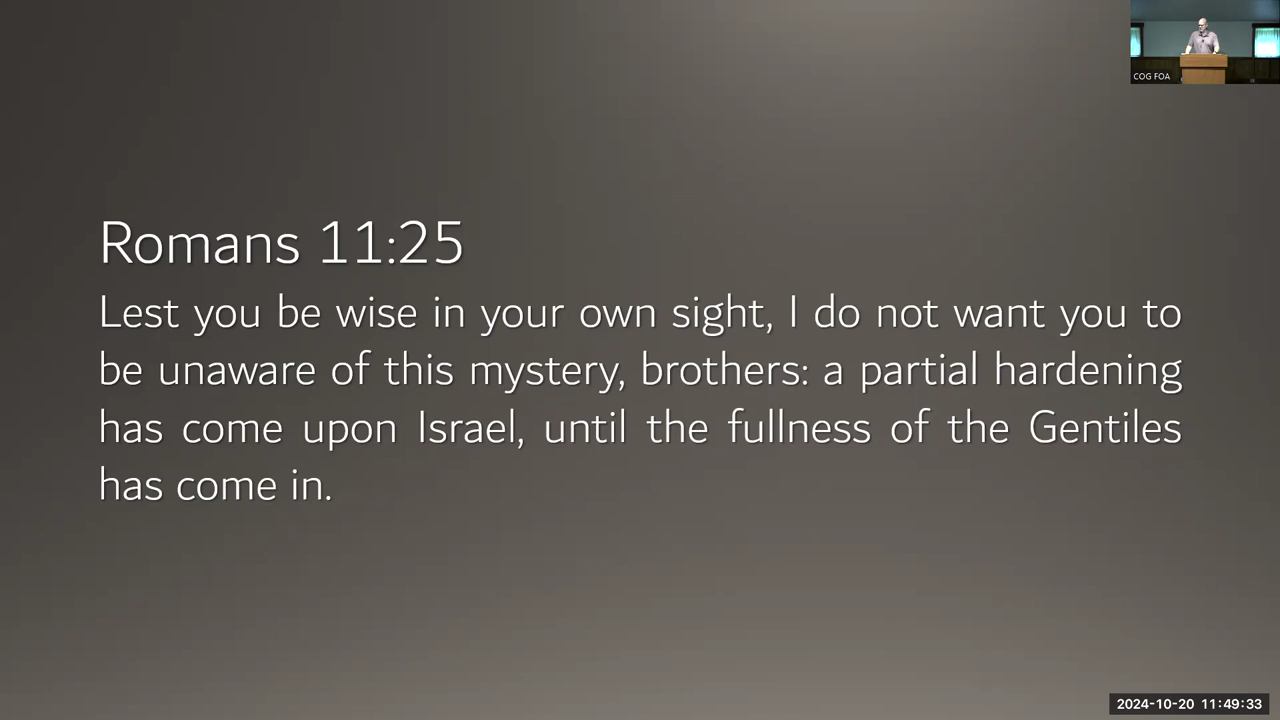 COG FOA
Romans 11:25
Lest you be wise in your own sight, I do not want you to
be unaware of this mystery, brothers: a partial hardening
has come upon Israel, until the fullness of the Gentiles
has come in.
2024-10-20 11:49:33